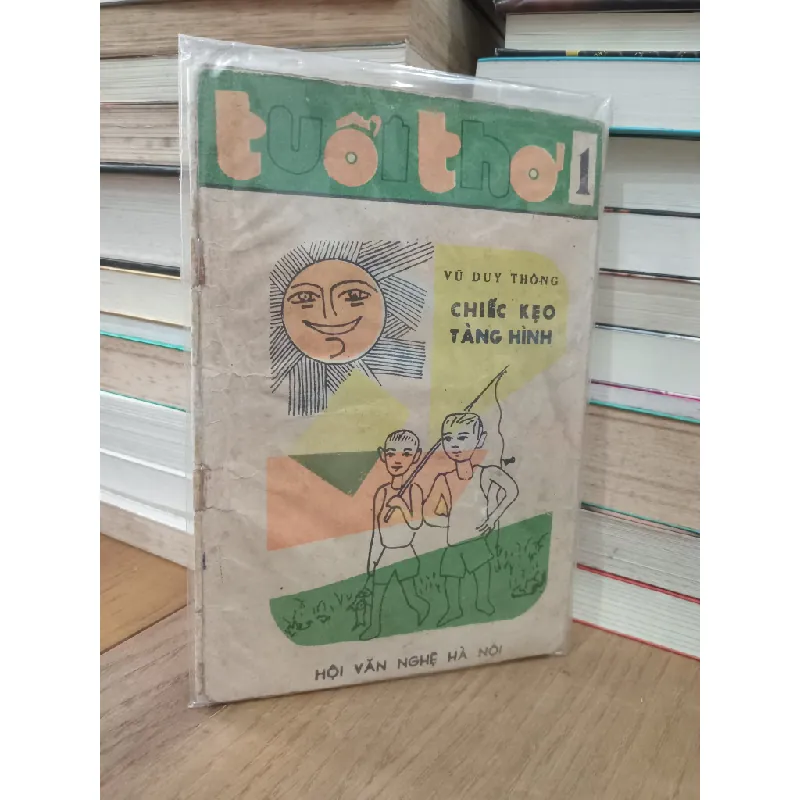 tuổi thơ 1
VŨ DUY THÔNG
CHIẾC KẸO
TÀNG HÌNH
HỘI VĂN NGHỆ HÀ NỘI